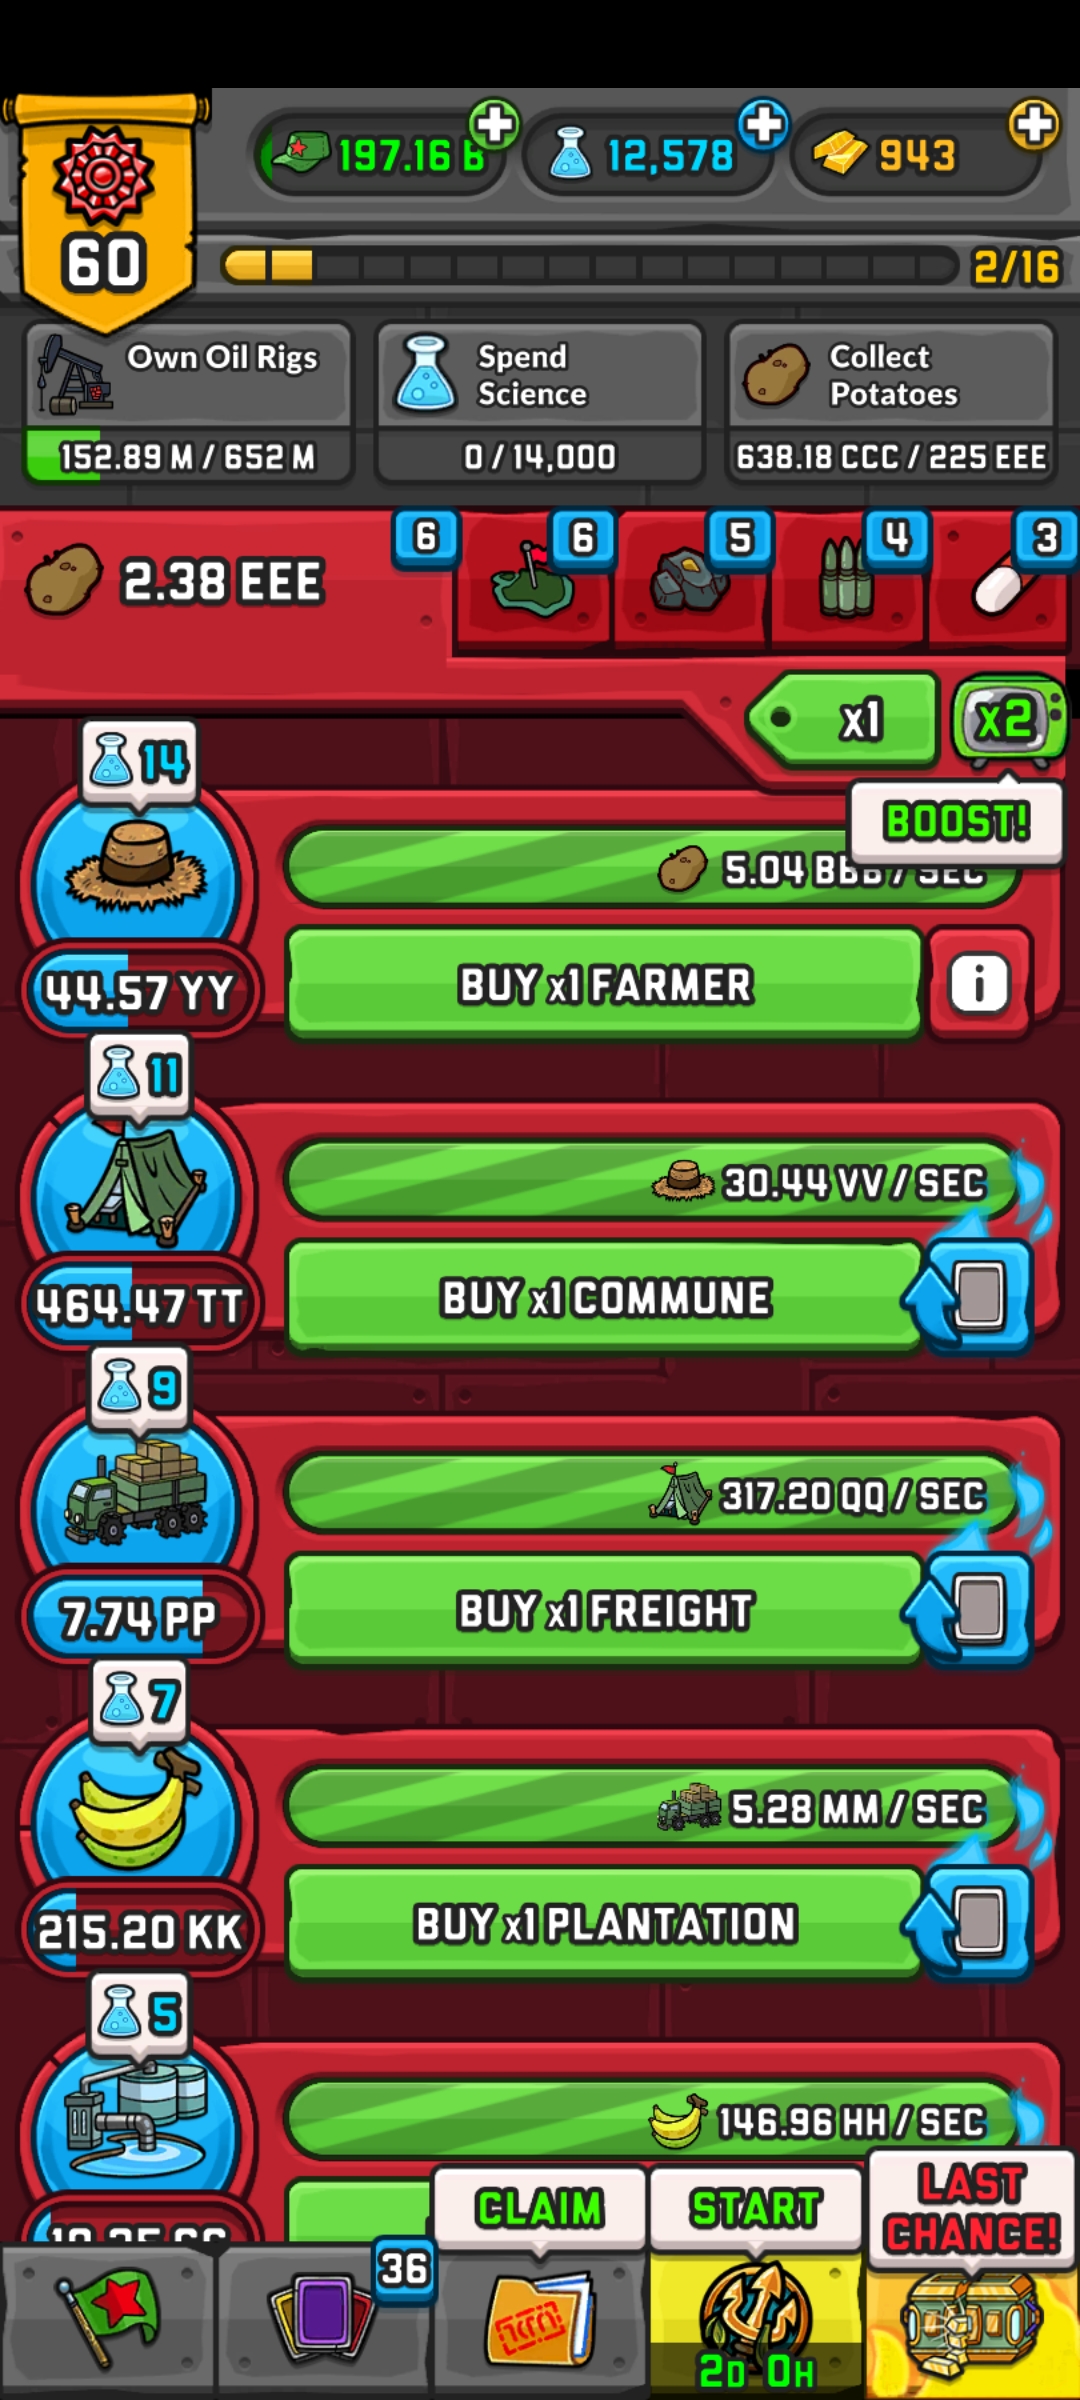 197.16 B
12,578
943
60
2/16
Own Oil Rigs
152.89 M / 652 M
Spend
Science
0 / 14,000
Collect
Potatoes
638.18 CCC / 225 EEE
2.38 EEE
6
6
5
4
3
x1
x2
BOOST!
14
5.04 BBB / SEC
44.57 YY
BUY x1 FARMER
i
11
30.44 VV / SEC
464.47 TT
BUY x1 COMMUNE
9
317.20 QQ / SEC
7.74 PP
BUY x1 FREIGHT
7
5.28 MM / SEC
215.20 KK
BUY x1 PLANTATION
5
146.96 HH / SEC
CLAIM
START
LAST
CHANCE!
36
2D 0H